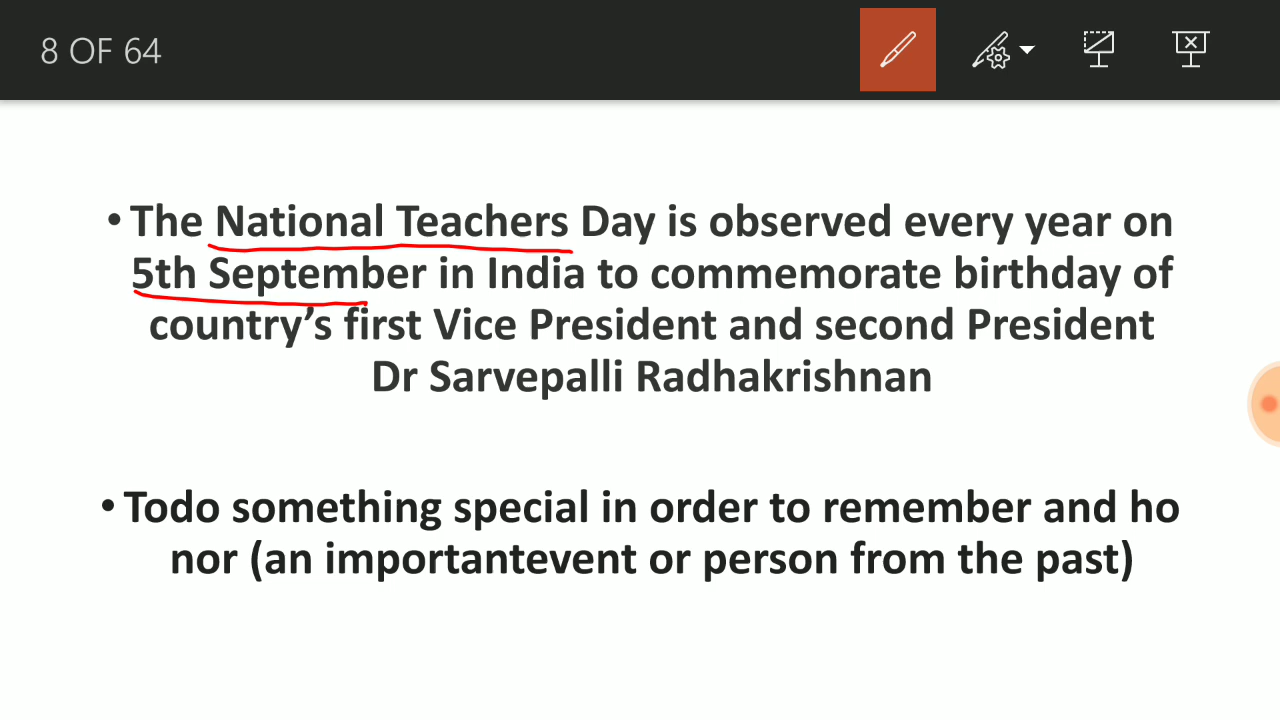 8 OF 64
• The National Teachers Day is observed every year on
5th September in India to commemorate birthday of
country’s first Vice President and second President
Dr Sarvepalli Radhakrishnan
• Todo something special in order to remember and ho
nor (an importantevent or person from the past)